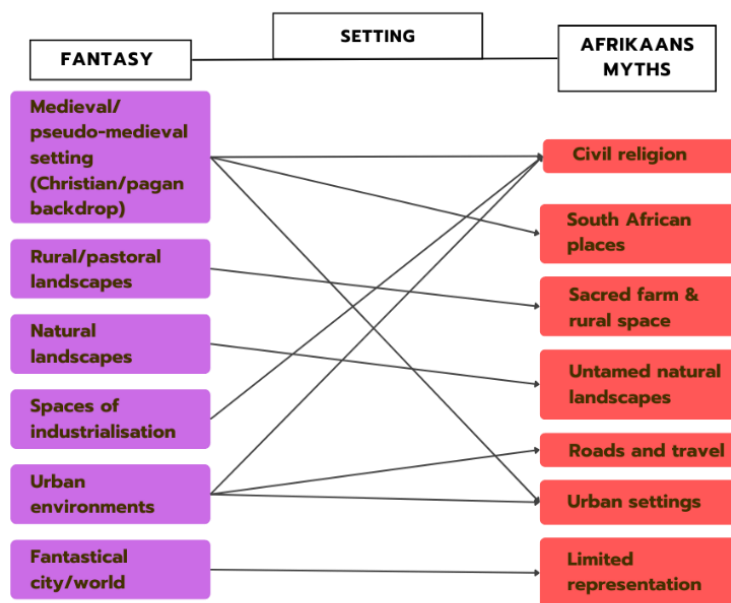 SETTING
FANTASY
AFRIKAANS
MYTHS
Medieval/
pseudo-medieval
setting
(Christian/pagan
backdrop)
Rural/pastoral
landscapes
Natural
landscapes
Spaces of
industrialisation
Urban
environments
Fantastical
city/world
Civil religion
South African
places
Sacred farm &
rural space
Untamed natural
landscapes
Roads and travel
Urban settings
Limited
representation